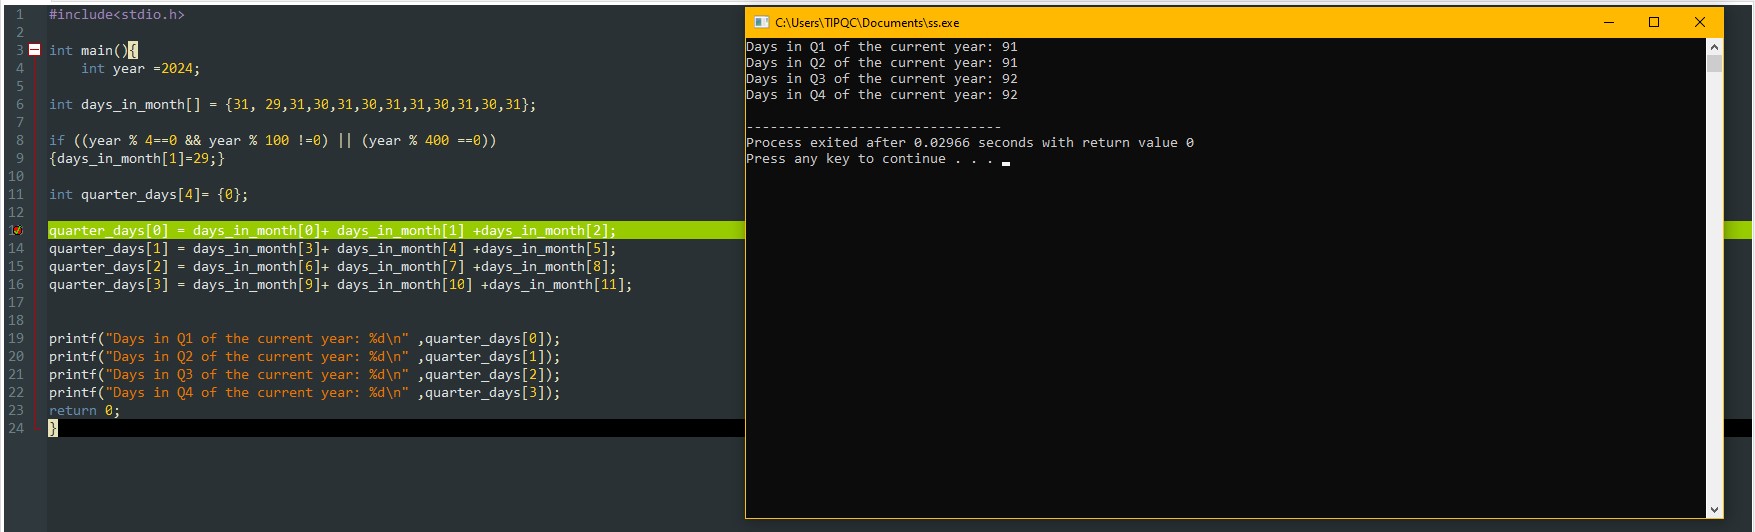 1 #include<stdio.h>
2
3 int main(){
4 int year =2024;
5
6 int days_in_month[] = {31, 29,31,30,31,30,31,31,30,31,30,31};
7
8 if ((year % 4==0 && year % 100 !=0) || (year % 400 ==0))
9 {days_in_month[1]=29;}
10
11 int quarter_days[4]= {0};
12
quarter_days[0] = days_in_month[0]+ days_in_month[1] +days_in_month[2];
14 quarter_days[1] = days_in_month[3]+ days_in_month[4] +days_in_month[5];
15 quarter_days[2] = days_in_month[6]+ days_in_month[7] +days_in_month[8];
16 quarter_days[3] = days_in_month[9]+ days_in_month[10] +days_in_month[11];
17
18
19 printf("Days in Q1 of the current year: %d\n" ,quarter_days[0]);
20 printf("Days in Q2 of the current year: %d\n" ,quarter_days[1]);
21 printf("Days in Q3 of the current year: %d\n" ,quarter_days[2]);
22 printf("Days in Q4 of the current year: %d\n" ,quarter_days[3]);
23 return 0;
24 }
C:\Users\TIPQC\Documents\ss.exe
Days in Q1 of the current year: 91
Days in Q2 of the current year: 91
Days in Q3 of the current year: 92
Days in Q4 of the current year: 92
--------------------------------
Process exited after 0.02966 seconds with return value 0
Press any key to continue . . .